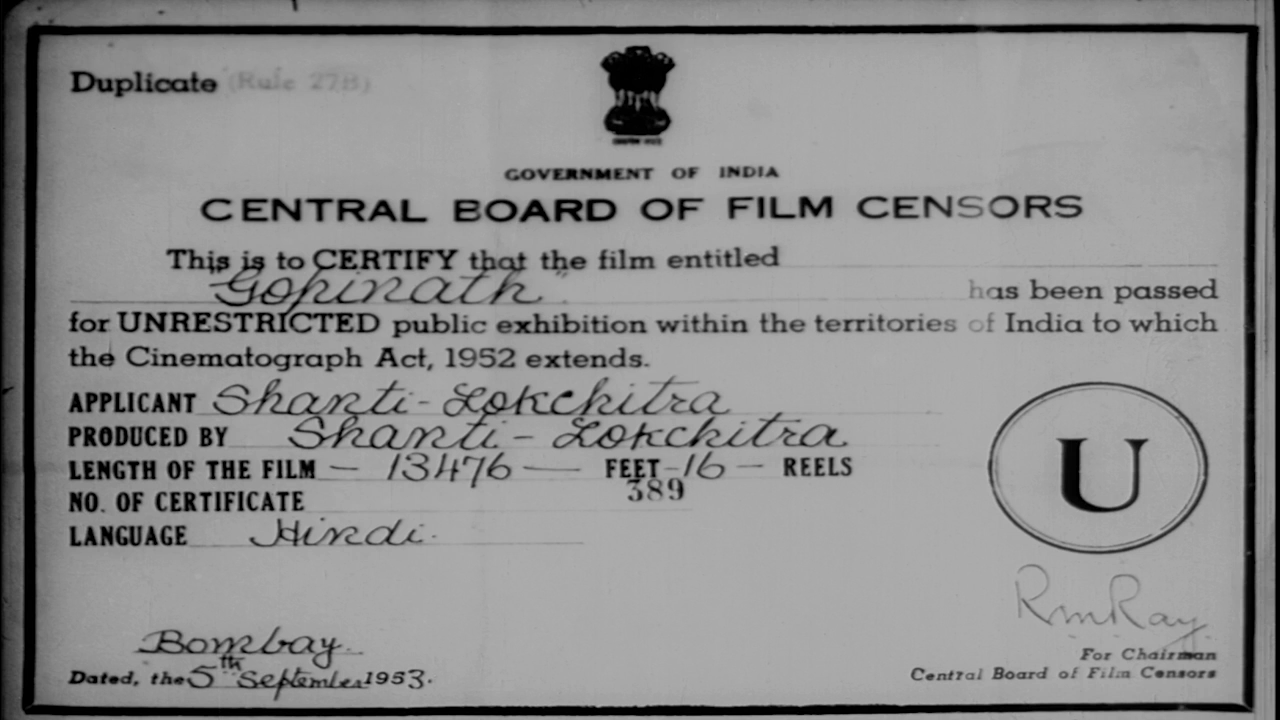 Duplicate (Rule 27B)
GOVERNMENT OF INDIA
CENTRAL BOARD OF FILM CENSORS
This is to CERTIFY that the film entitled
"Gopinath" has been passed
for UNRESTRICTED public exhibition within the territories of India to which
the Cinematograph Act, 1952 extends.
APPLICANT Shanti-Lokchitra
PRODUCED BY Shanti-Lokchitra
LENGTH OF THE FILM - 13476 - FEET -16- REELS
NO. OF CERTIFICATE 389
LANGUAGE Hindi.
U
RmRay
Bombay
Dated, the 5th September 1953.
For Chairman
Central Board of Film Censors